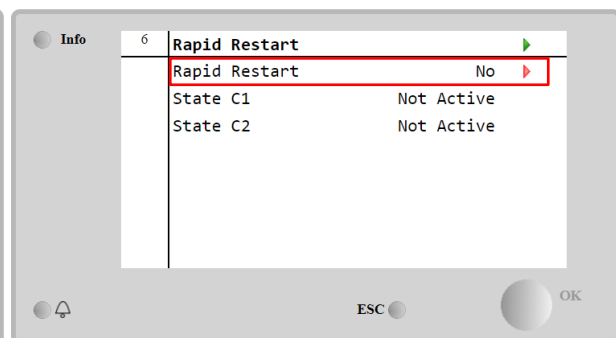 Info
6
Rapid Restart
Rapid Restart No
State C1 Not Active
State C2 Not Active
ESC
OK